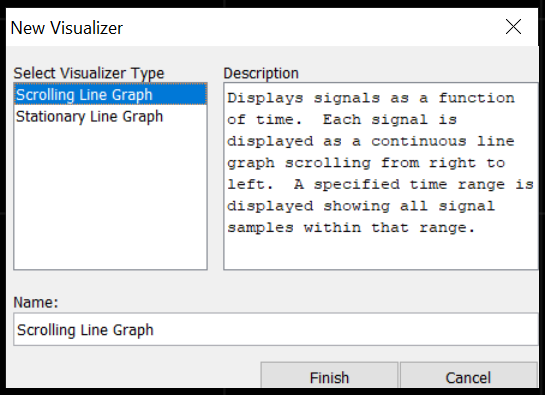 New Visualizer
Select Visualizer Type
Scrolling Line Graph
Stationary Line Graph
Description
Displays signals as a function
of time.  Each signal is
displayed as a continuous line
graph scrolling from right to
left.  A specified time range is
displayed showing all signal
samples within that range.
Name:
Scrolling Line Graph
Finish
Cancel